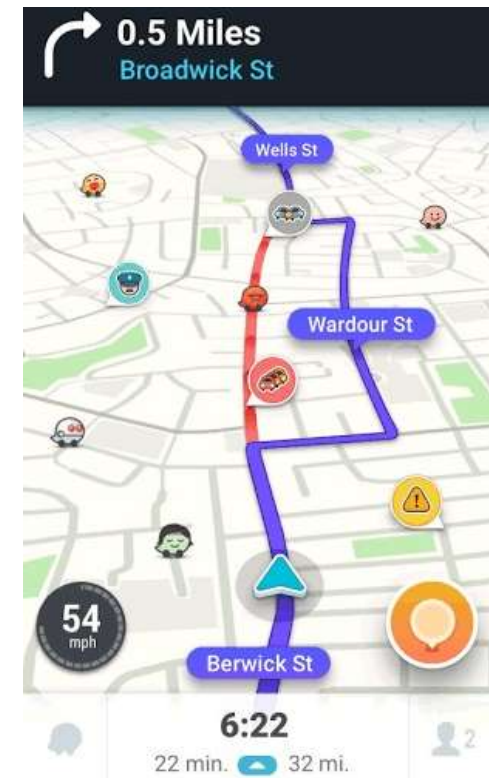 0.5 Miles
Broadwick St
Wells St
Wardour St
54
mph
Berwick St
6:22
22 min. 32 mi.
2